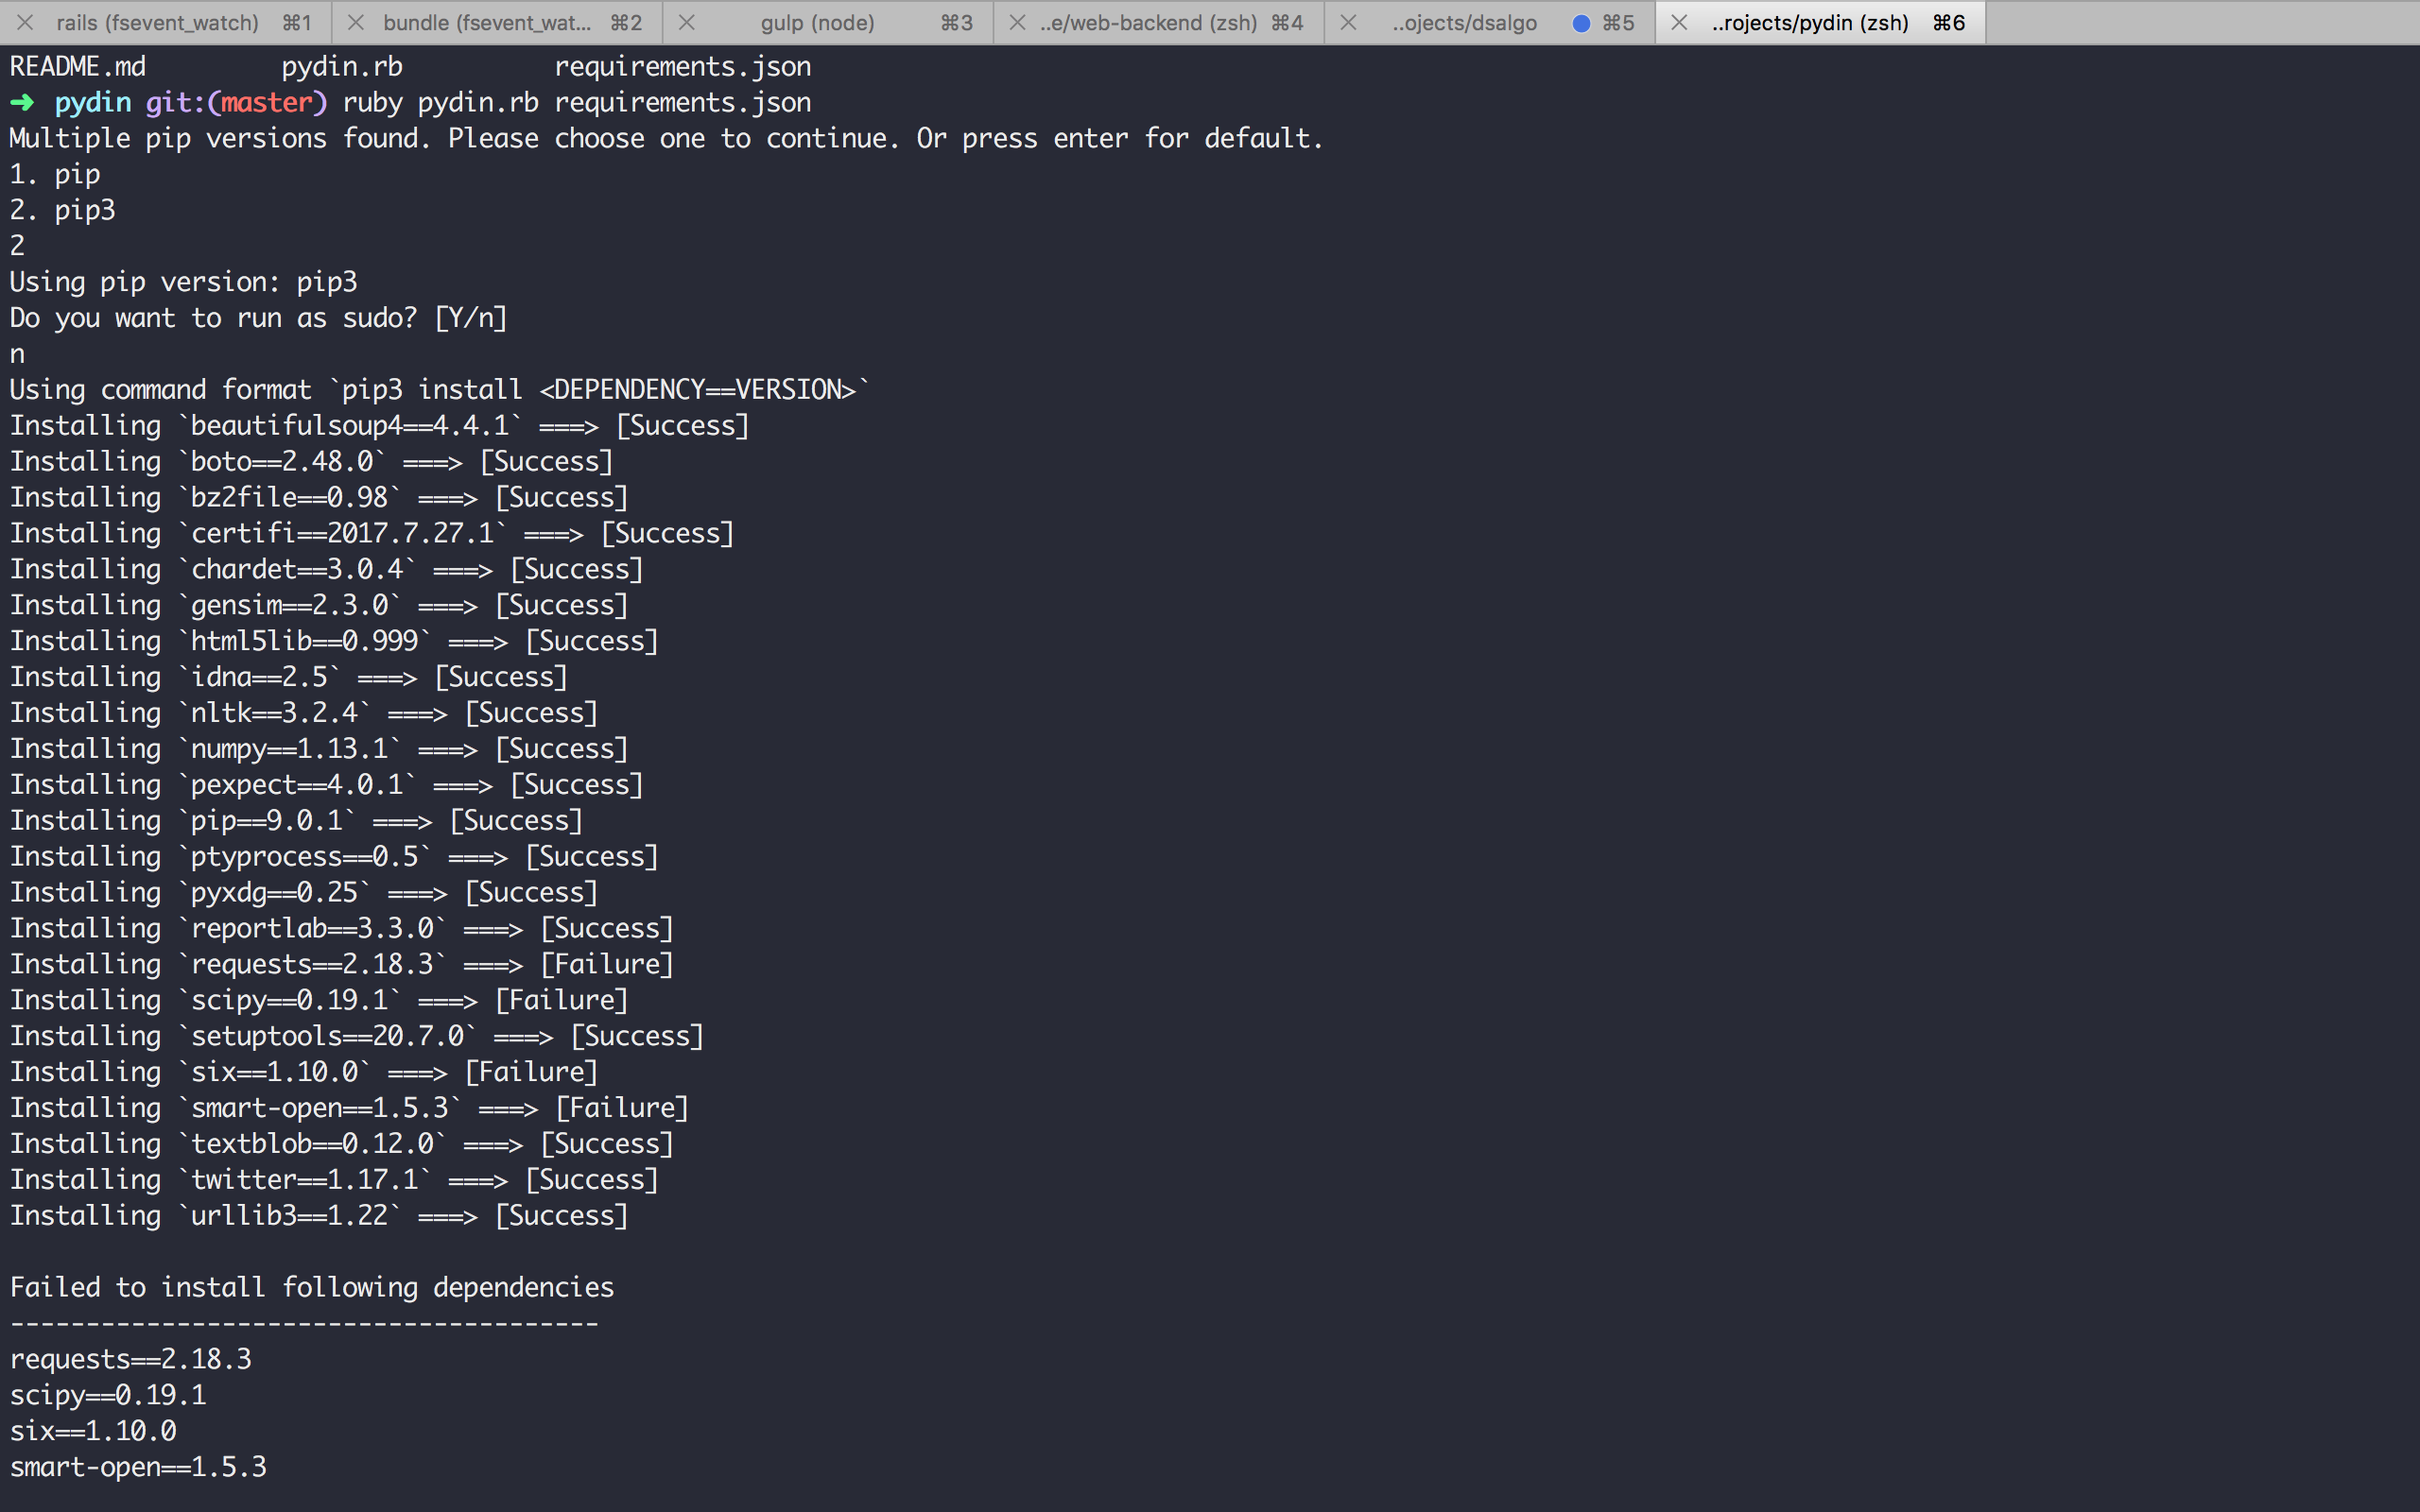 rails (fsevent_watch) ⌘1 bundle (fsevent_wat... ⌘2 gulp (node) ⌘3 ..e/web-backend (zsh) ⌘4 ..ojects/dsalgo ⌘5 ..rojects/pydin (zsh) ⌘6
README.md pydin.rb requirements.json
➜ pydin git:(master) ruby pydin.rb requirements.json
Multiple pip versions found. Please choose one to continue. Or press enter for default.
1. pip
2. pip3
2
Using pip version: pip3
Do you want to run as sudo? [Y/n]
n
Using command format `pip3 install <DEPENDENCY==VERSION>`
Installing `beautifulsoup4==4.4.1` ===> [Success]
Installing `boto==2.48.0` ===> [Success]
Installing `bz2file==0.98` ===> [Success]
Installing `certifi==2017.7.27.1` ===> [Success]
Installing `chardet==3.0.4` ===> [Success]
Installing `gensim==2.3.0` ===> [Success]
Installing `html5lib==0.999` ===> [Success]
Installing `idna==2.5` ===> [Success]
Installing `nltk==3.2.4` ===> [Success]
Installing `numpy==1.13.1` ===> [Success]
Installing `pexpect==4.0.1` ===> [Success]
Installing `pip==9.0.1` ===> [Success]
Installing `ptyprocess==0.5` ===> [Success]
Installing `pyxdg==0.25` ===> [Success]
Installing `reportlab==3.3.0` ===> [Success]
Installing `requests==2.18.3` ===> [Failure]
Installing `scipy==0.19.1` ===> [Failure]
Installing `setuptools==20.7.0` ===> [Success]
Installing `six==1.10.0` ===> [Failure]
Installing `smart-open==1.5.3` ===> [Failure]
Installing `textblob==0.12.0` ===> [Success]
Installing `twitter==1.17.1` ===> [Success]
Installing `urllib3==1.22` ===> [Success]
Failed to install following dependencies
---------------------------------------
requests==2.18.3
scipy==0.19.1
six==1.10.0
smart-open==1.5.3